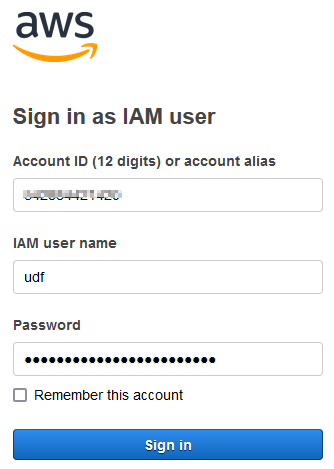 aws
Sign in as IAM user
Account ID (12 digits) or account alias
IAM user name
udf
Password
●●●●●●●●●●●●●●●●●●●●●●●●
Remember this account
Sign in